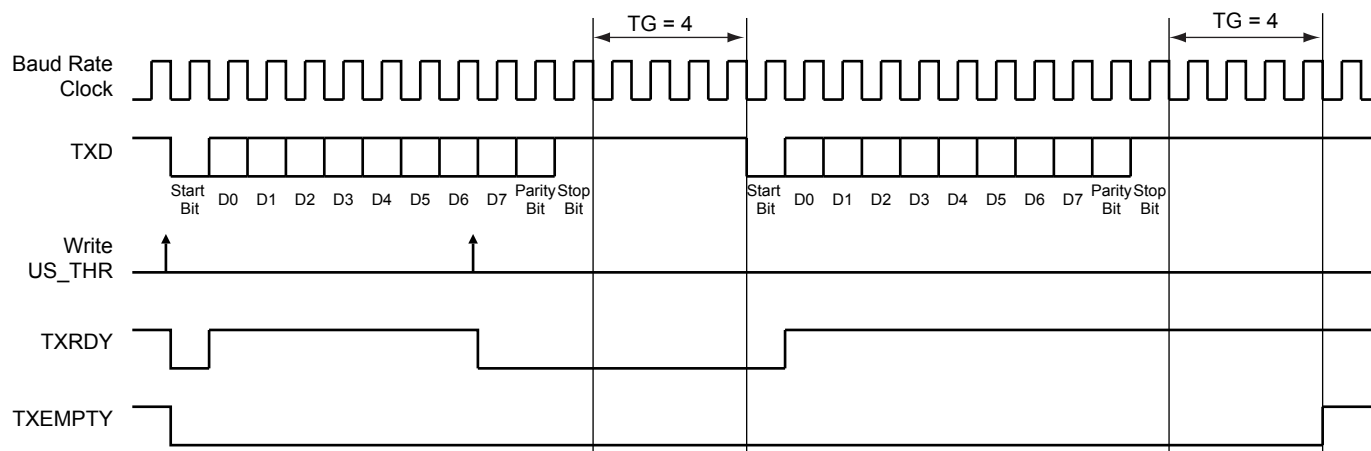 TG = 4
TG = 4
Baud Rate
Clock
TXD
Start
Bit
D0
D1
D2
D3
D4
D5
D6
D7
Parity
Bit
Stop
Bit
Start
Bit
D0
D1
D2
D3
D4
D5
D6
D7
Parity
Bit
Stop
Bit
Write
US_THR
TXRDY
TXEMPTY